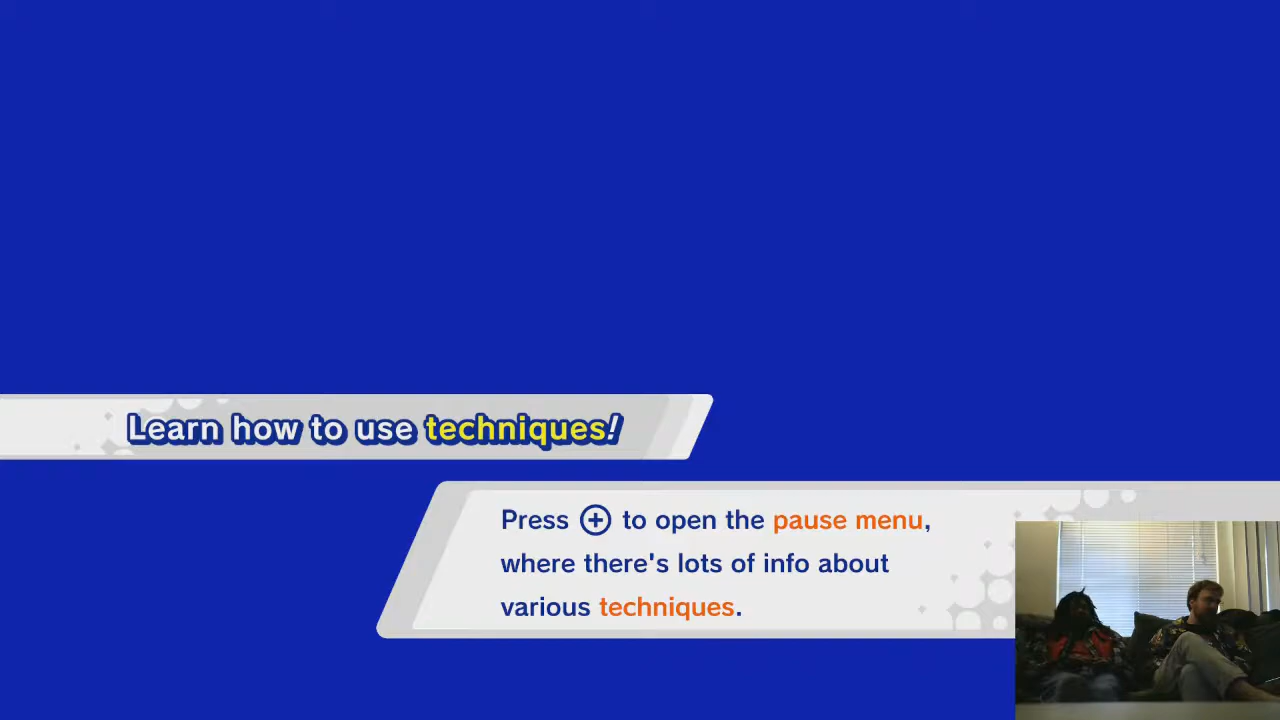 Learn how to use techniques!
Press ⊕ to open the pause menu,
where there's lots of info about
various techniques.